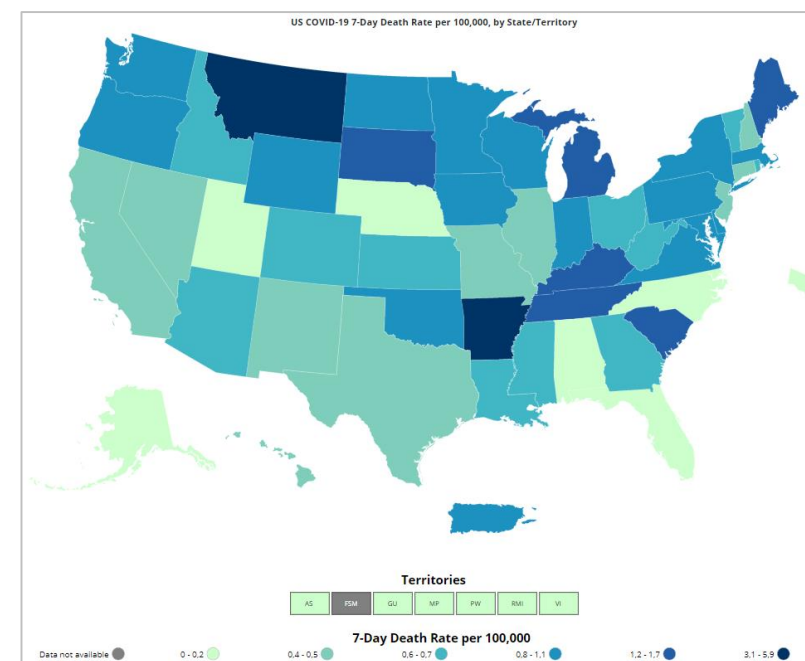 US COVID-19 7-Day Death Rate per 100,000, by State/Territory
Territories
AS FSM GU MP PW RMI VI
7-Day Death Rate per 100,000
Data not available 0 - 0,2 0,4 - 0,5 0,6 - 0,7 0,8 - 1,1 1,2 - 1,7 3,1 - 5,9